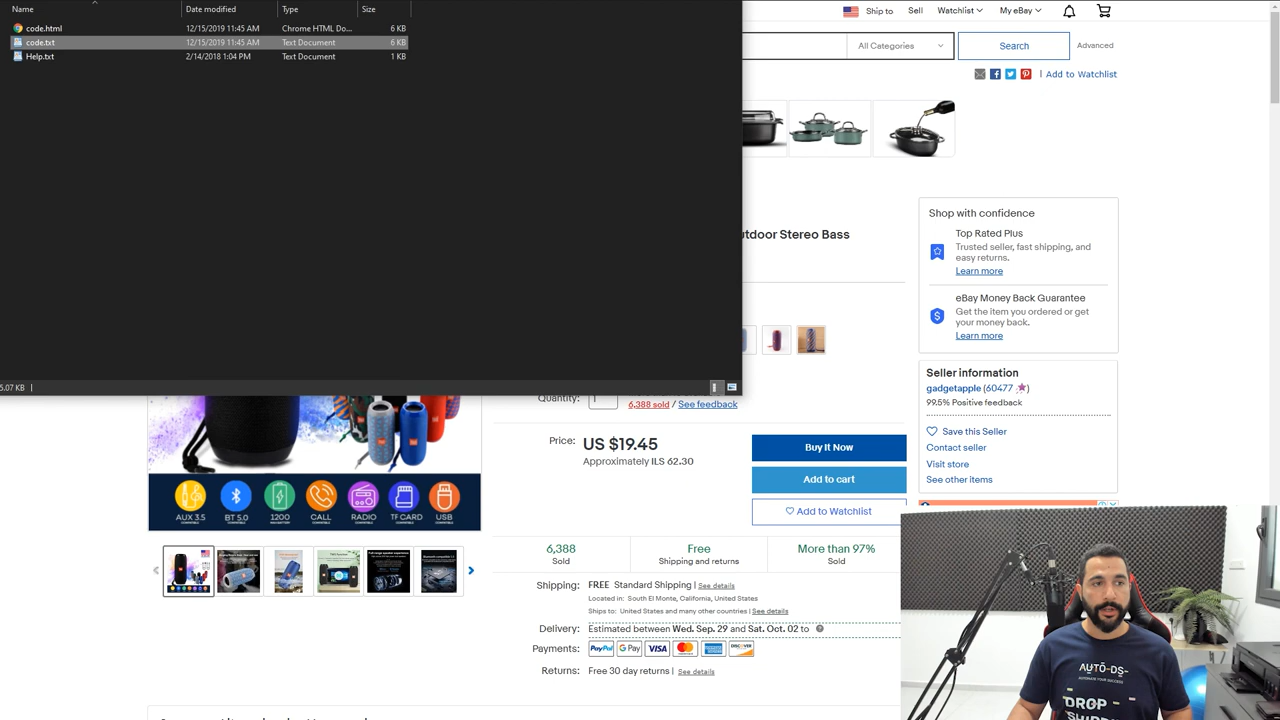 Name Date modified Type Size
code.html 12/15/2019 11:45 AM Chrome HTML Do... 6 KB
code.txt 12/15/2019 11:45 AM Text Document 6 KB
Help.txt 2/14/2018 1:04 PM Text Document 1 KB
5.07 KB
Ship to Sell Watchlist My eBay
All Categories Search Advanced
Add to Watchlist
utdoor Stereo Bass
Shop with confidence
Top Rated Plus
Trusted seller, fast shipping, and
easy returns.
Learn more
eBay Money Back Guarantee
Get the item you ordered or get
your money back.
Learn more
Seller information
gadgetapple (60477 )
99.5% Positive feedback
Save this Seller
Contact seller
Visit store
See other items
Quantity: 1
6,388 sold / See feedback
Price: US $19.45
Approximately ILS 62.30
Buy It Now
Add to cart
Add to Watchlist
AUX 3.5 BT 5.0 1200 CALL RADIO TF CARD USB
6,388 Free More than 97%
Sold Shipping and returns Sold
Shipping: FREE Standard Shipping | See details
Located in: South El Monte, California, United States
Ships to: United States and many other countries | See details
Delivery: Estimated between Wed. Sep. 29 and Sat. Oct. 02 to
Payments: PayPal G Pay VISA DISCOVER
Returns: Free 30 day returns | See details
AUTO-DS
AUTOMATE YOUR SUCCESS
DROP